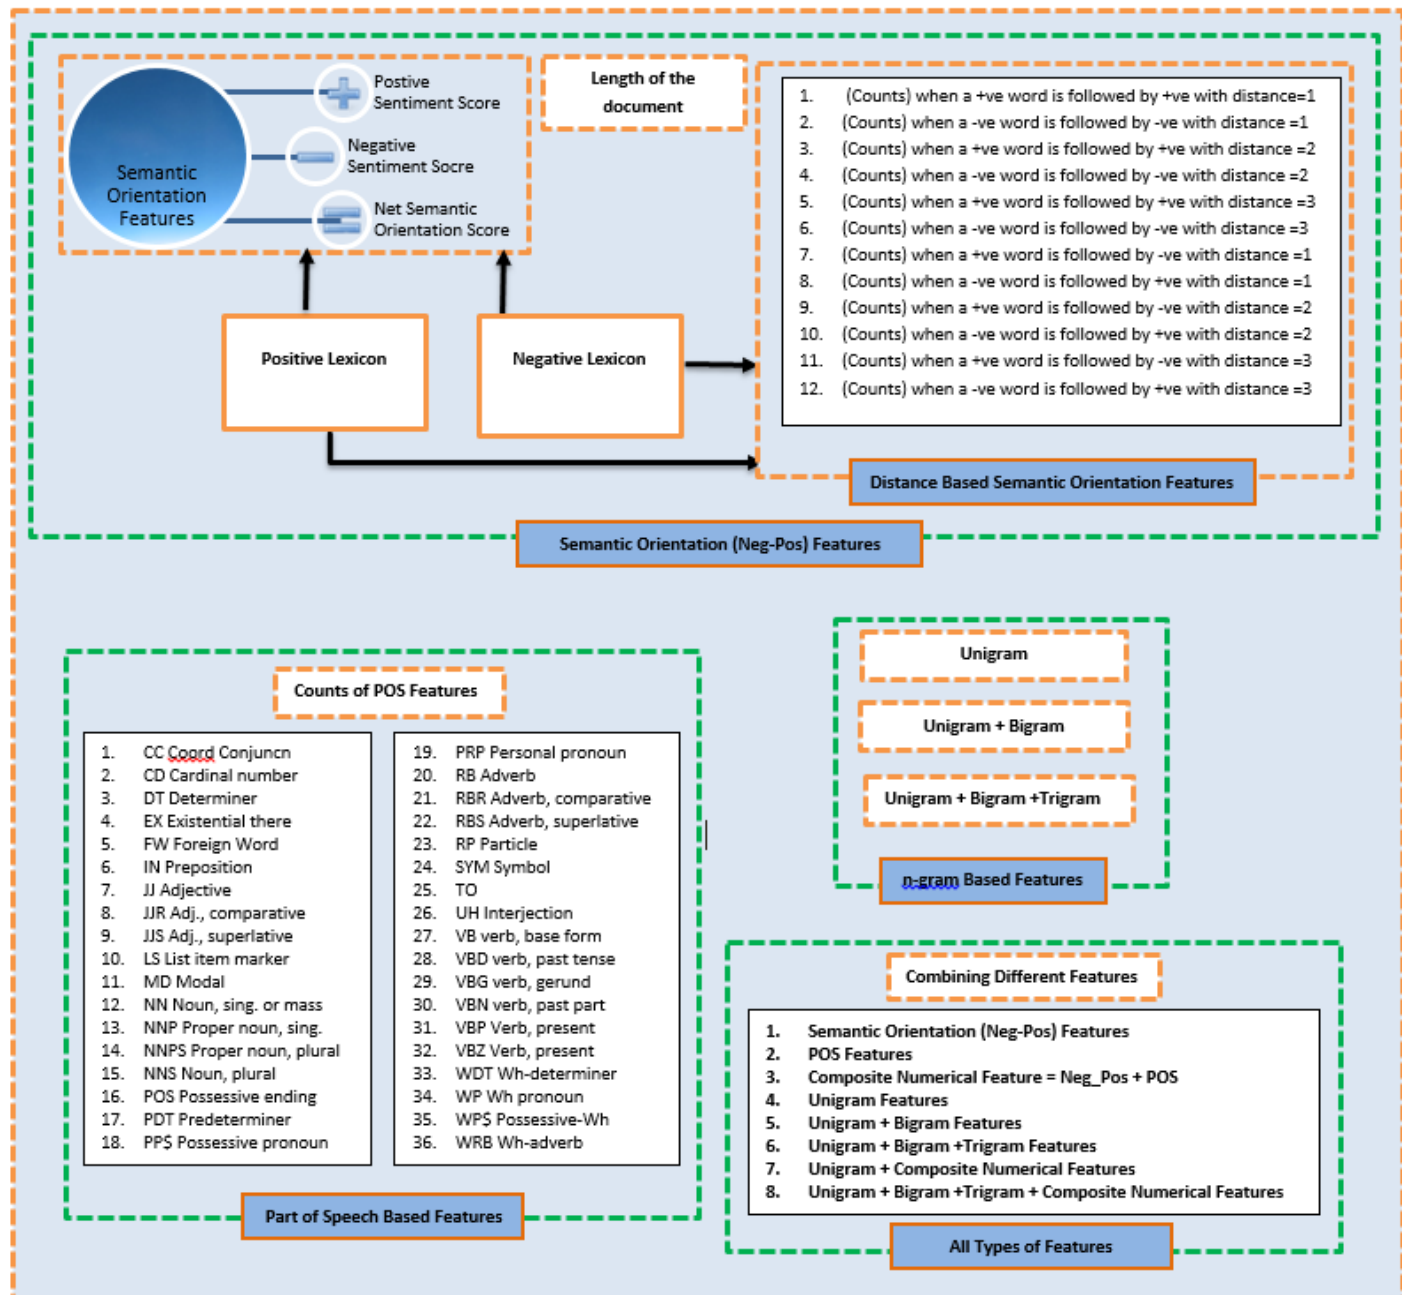 Semantic
Orientation
Features
Postive
Sentiment Score
Negative
Sentiment Socre
Net Semantic
Orientation Score
Length of the
document
1. (Counts) when a +ve word is followed by +ve with distance=1
2. (Counts) when a -ve word is followed by -ve with distance =1
3. (Counts) when a +ve word is followed by +ve with distance =2
4. (Counts) when a -ve word is followed by -ve with distance =2
5. (Counts) when a +ve word is followed by +ve with distance =3
6. (Counts) when a -ve word is followed by -ve with distance =3
7. (Counts) when a +ve word is followed by -ve with distance =1
8. (Counts) when a -ve word is followed by +ve with distance =1
9. (Counts) when a +ve word is followed by -ve with distance =2
10. (Counts) when a -ve word is followed by +ve with distance =2
11. (Counts) when a +ve word is followed by -ve with distance =3
12. (Counts) when a -ve word is followed by +ve with distance =3
Positive Lexicon
Negative Lexicon
Distance Based Semantic Orientation Features
Semantic Orientation (Neg-Pos) Features
Counts of POS Features
1. CC Coord Conjuncn
2. CD Cardinal number
3. DT Determiner
4. EX Existential there
5. FW Foreign Word
6. IN Preposition
7. JJ Adjective
8. JJR Adj., comparative
9. JJS Adj., superlative
10. LS List item marker
11. MD Modal
12. NN Noun, sing. or mass
13. NNP Proper noun, sing.
14. NNPS Proper noun, plural
15. NNS Noun, plural
16. POS Possessive ending
17. PDT Predeterminer
18. PP$ Possessive pronoun
19. PRP Personal pronoun
20. RB Adverb
21. RBR Adverb, comparative
22. RBS Adverb, superlative
23. RP Particle
24. SYM Symbol
25. TO
26. UH Interjection
27. VB verb, base form
28. VBD verb, past tense
29. VBG verb, gerund
30. VBN verb, past part
31. VBP Verb, present
32. VBZ Verb, present
33. WDT Wh-determiner
34. WP Wh pronoun
35. WP$ Possessive-Wh
36. WRB Wh-adverb
Part of Speech Based Features
Unigram
Unigram + Bigram
Unigram + Bigram +Trigram
n-gram Based Features
Combining Different Features
1. Semantic Orientation (Neg-Pos) Features
2. POS Features
3. Composite Numerical Feature = Neg_Pos + POS
4. Unigram Features
5. Unigram + Bigram Features
6. Unigram + Bigram +Trigram Features
7. Unigram + Composite Numerical Features
8. Unigram + Bigram +Trigram + Composite Numerical Features
All Types of Features